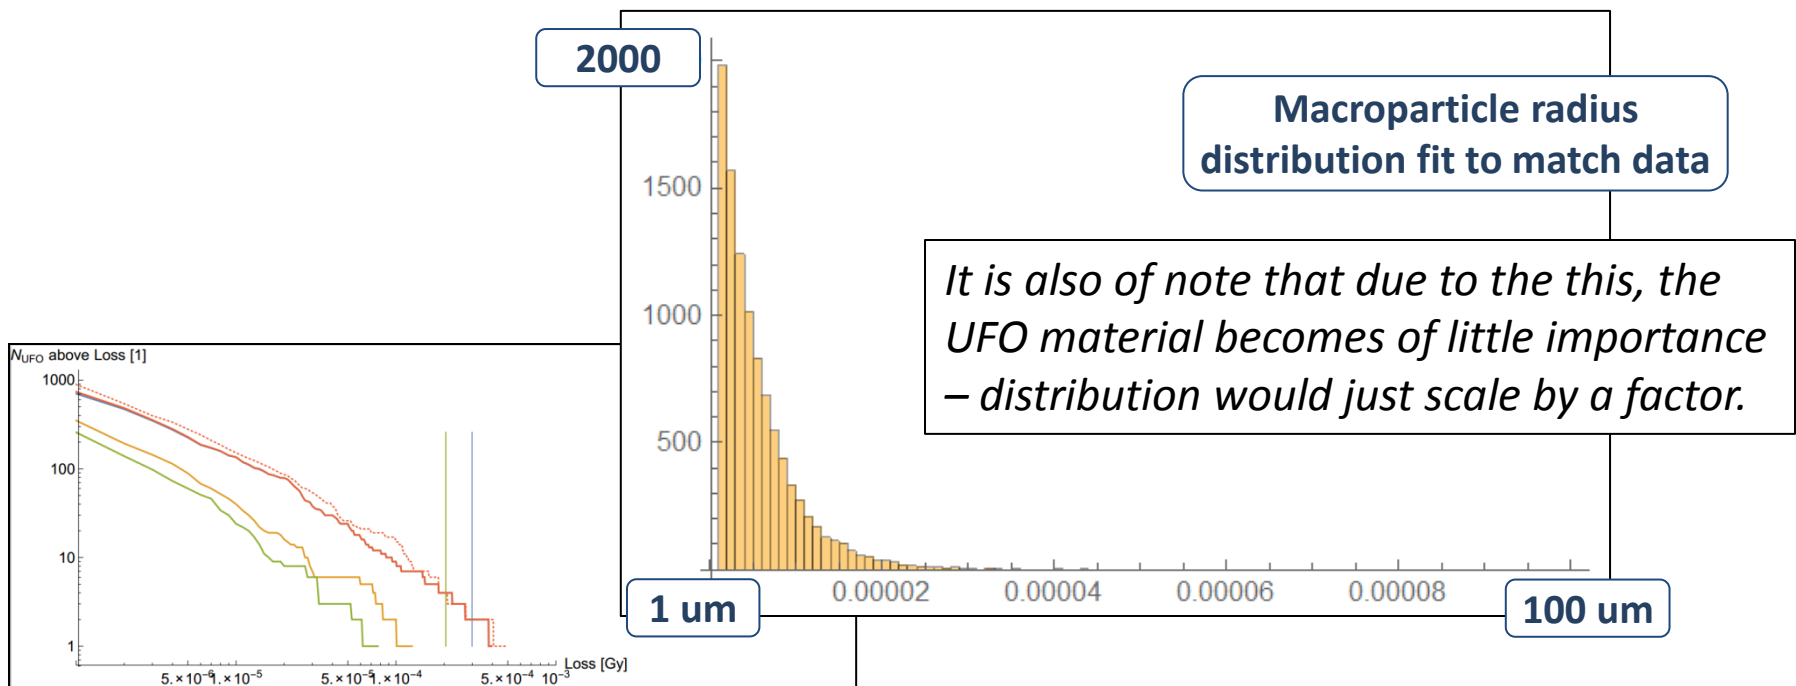 2000
Macroparticle radius
distribution fit to match data
1500
1000
500
It is also of note that due to the this, the
UFO material becomes of little importance
– distribution would just scale by a factor.
0.00002 0.00004 0.00006 0.00008
1 um
100 um
N_UFO above Loss [1]
1000
100
10
1
Loss [Gy]
5.×10⁻⁶ 1.×10⁻⁵ 5.×10⁻⁵ 1.×10⁻⁴ 5.×10⁻⁴ 10⁻³